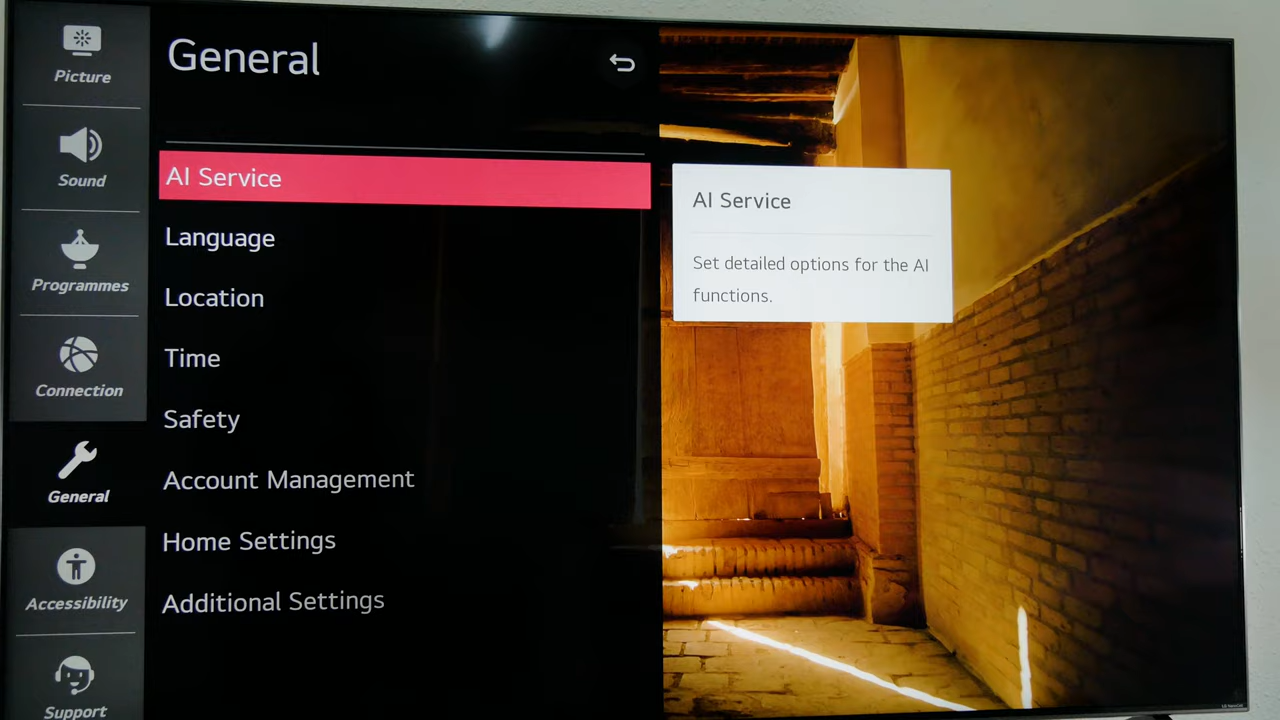 Picture
Sound
Programmes
Connection
General
Accessibility
Support
General
AI Service
Language
Location
Time
Safety
Account Management
Home Settings
Additional Settings
AI Service
Set detailed options for the AI
functions.